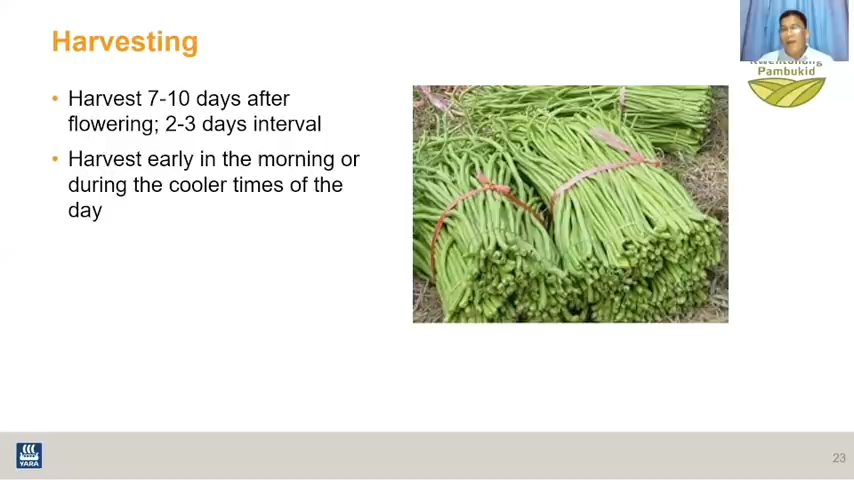 Harvesting
Pambukid
• Harvest 7-10 days after
flowering; 2-3 days interval
• Harvest early in the morning or
during the cooler times of the
day
YARA
23